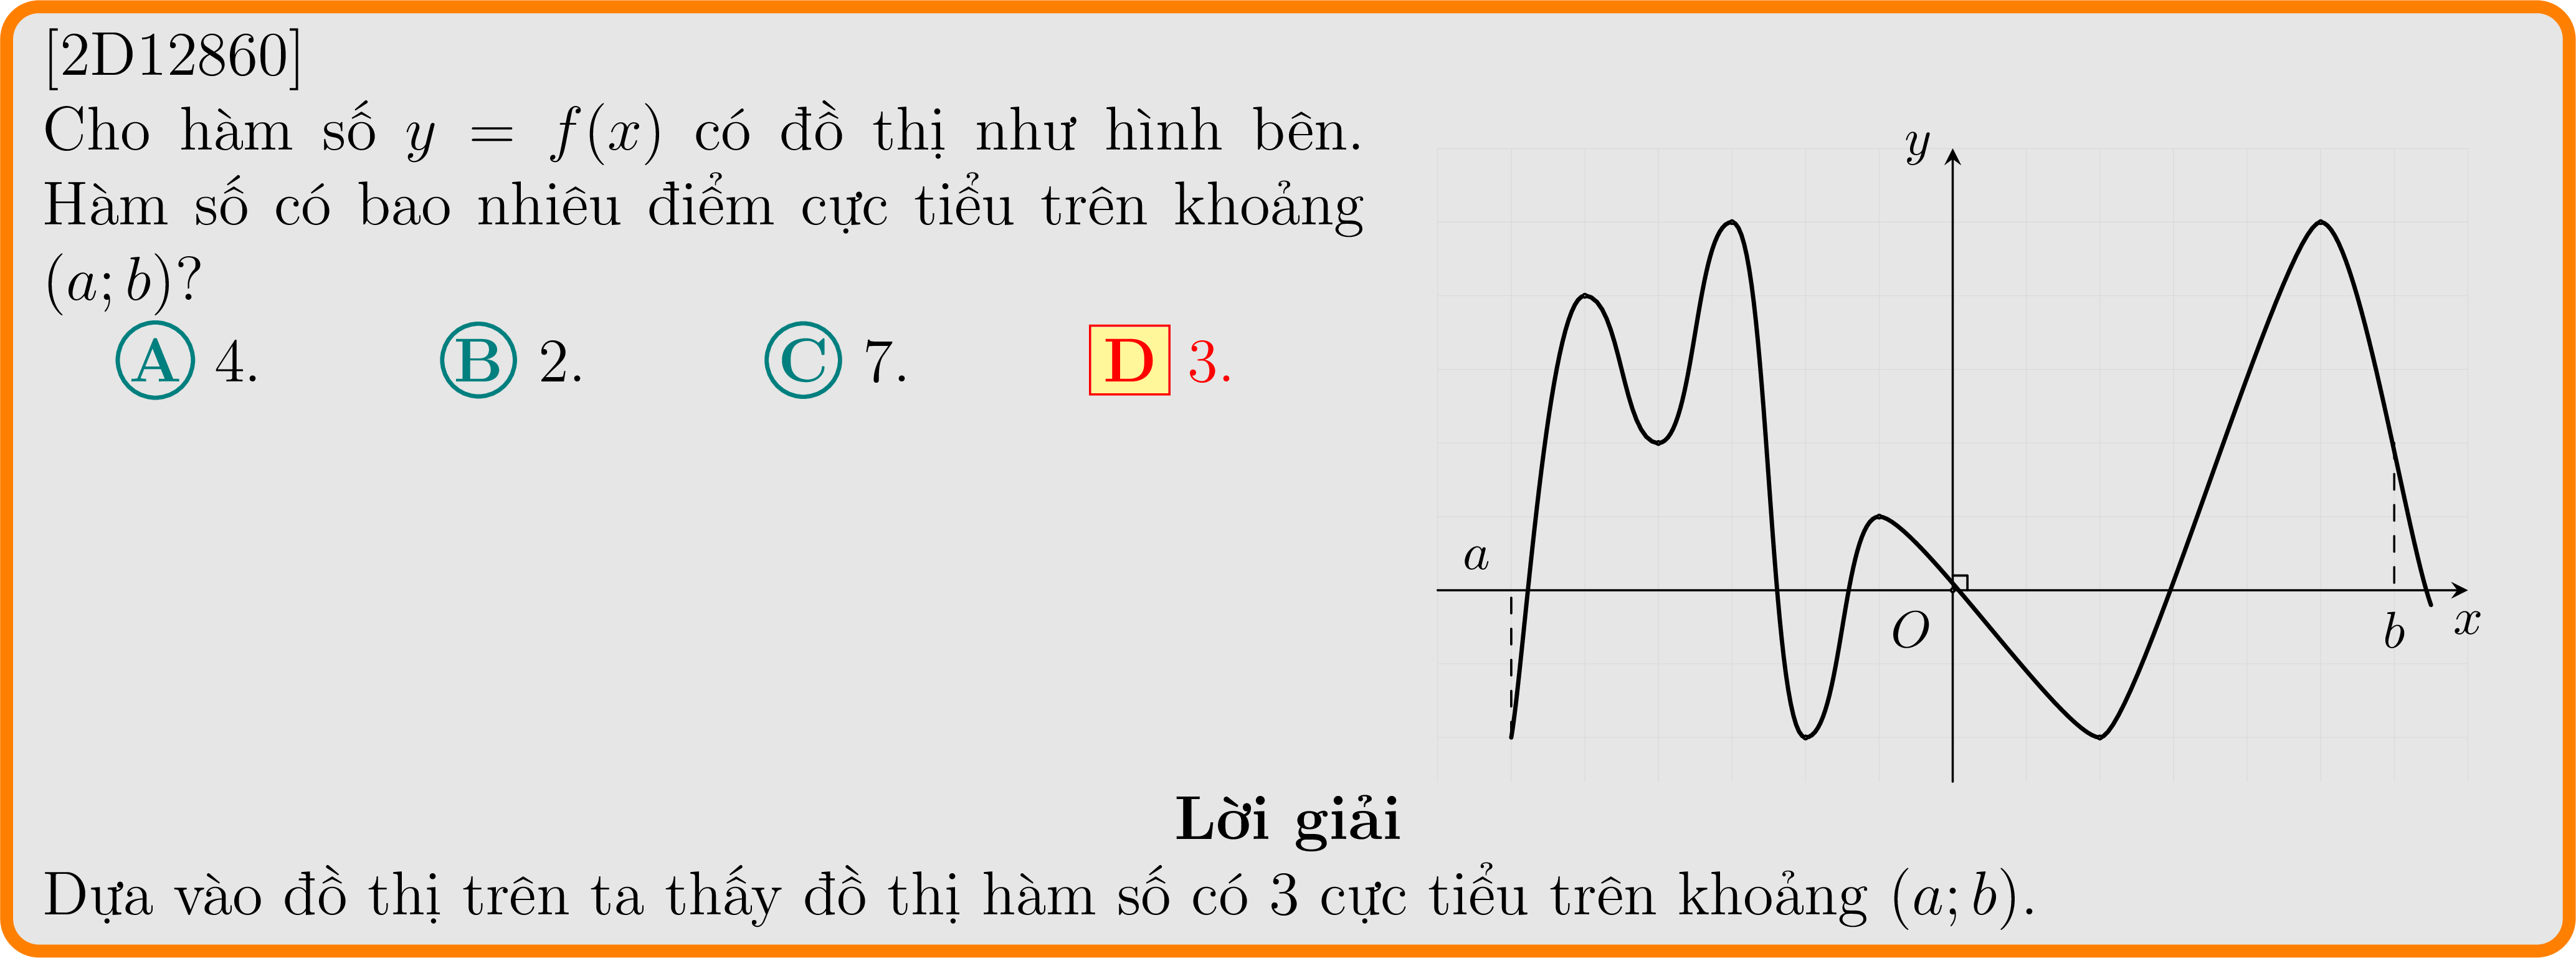 [2D12860]
Cho hàm số y = f(x) có đồ thị như hình bên.
Hàm số có bao nhiêu điểm cực tiểu trên khoảng
(a; b)?
A 4. B 2. C 7. D 3.
y
a
O
b
x
Lời giải
Dựa vào đồ thị trên ta thấy đồ thị hàm số có 3 cực tiểu trên khoảng (a; b).